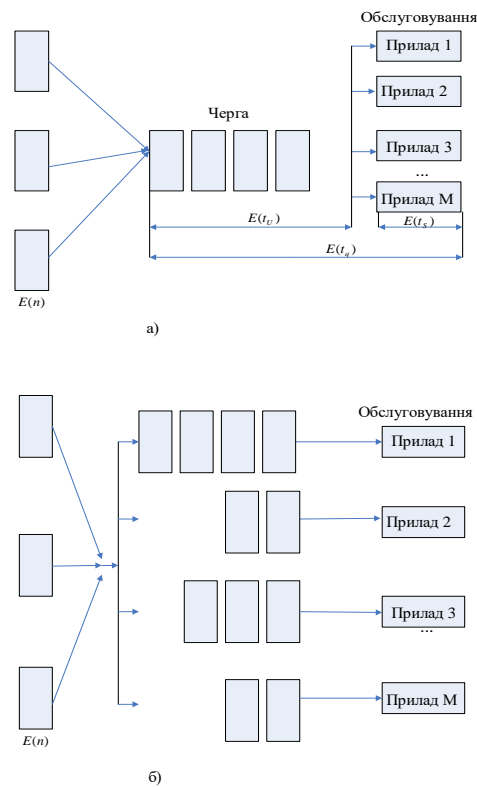 Обслуговування
Прилад 1
Прилад 2
Черга
Прилад 3
...
Прилад М
E(t_U)
E(t_S)
E(t_q)
E(n)
а)
Обслуговування
Прилад 1
Прилад 2
Прилад 3
...
Прилад М
E(n)
б)